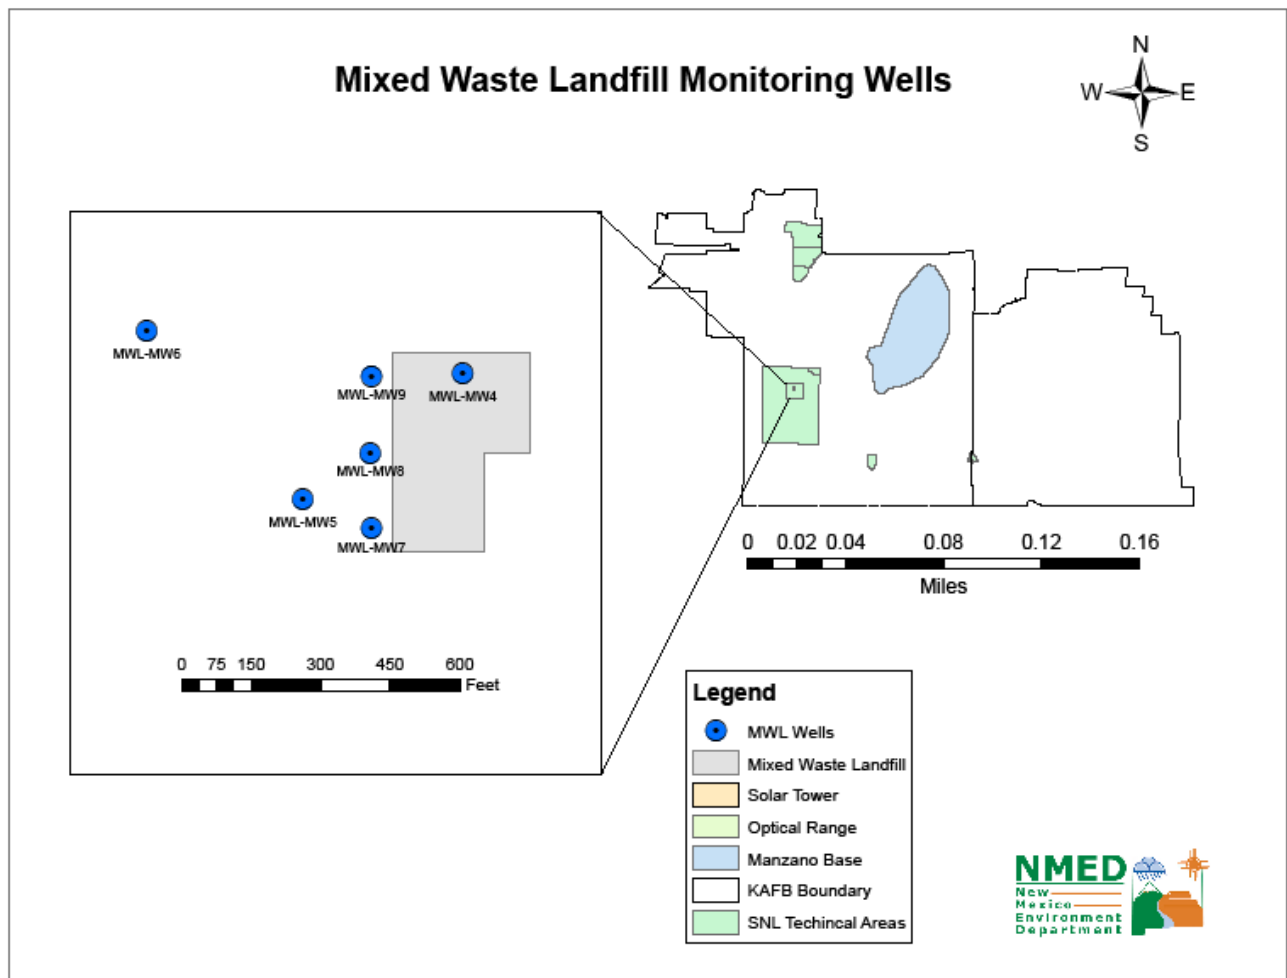 Mixed Waste Landfill Monitoring Wells
N
W E
S
MWL-MW6
MWL-MW9
MWL-MW4
MWL-MW8
MWL-MW5
MWL-MW7
0 75 150 300 450 600
Feet
0 0.02 0.04 0.08 0.12 0.16
Miles
Legend
MWL Wells
Mixed Waste Landfill
Solar Tower
Optical Range
Manzano Base
KAFB Boundary
SNL Techincal Areas
NMED
New
Mexico
Environment
Department